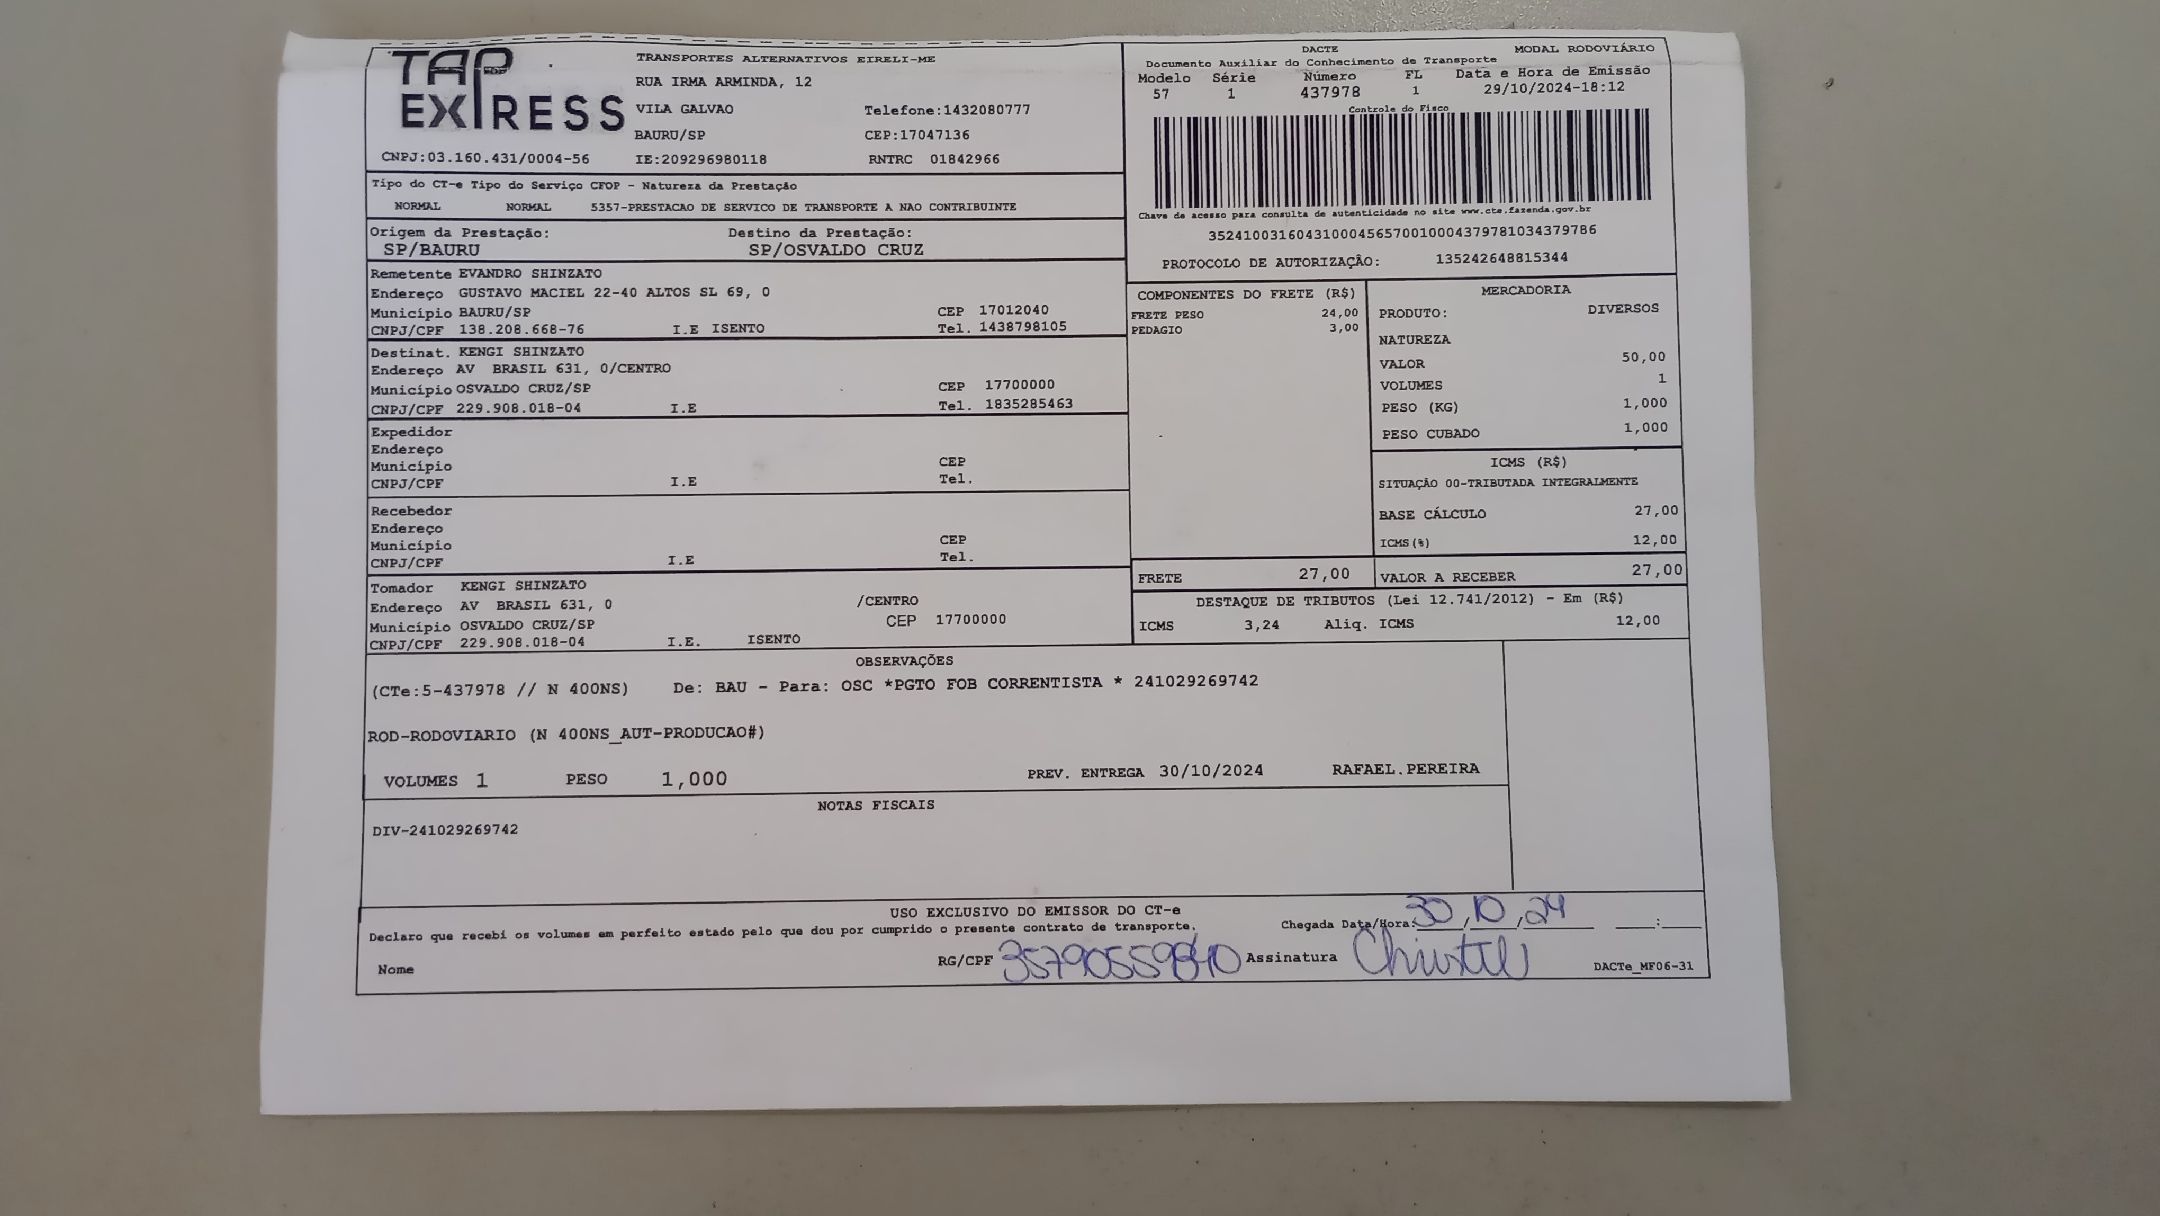 TAP EXPRESS
TRANSPORTES ALTERNATIVOS EIRELI-ME
RUA IRMA ARMINDA, 12
VILA GALVAO Telefone:1432080777
BAURU/SP CEP:17047136
CNPJ:03.160.431/0004-56 IE:209296980118 RNTRC 01842966
DACTE MODAL RODOVIÁRIO
Documento Auxiliar do Conhecimento de Transporte
Modelo Série Número FL Data e Hora de Emissão
57 1 437978 1 29/10/2024-18:12
Controle do Fisco
Chave de acesso para consulta de autenticidade no site www.cte.fazenda.gov.br
35241003160431000456570010004379781034379786
PROTOCOLO DE AUTORIZAÇÃO: 135242648815344
Tipo do CT-e Tipo do Serviço CFOP - Natureza da Prestação
NORMAL NORMAL 5357-PRESTACAO DE SERVICO DE TRANSPORTE A NAO CONTRIBUINTE
Origem da Prestação: Destino da Prestação:
SP/BAURU SP/OSVALDO CRUZ
Remetente EVANDRO SHINZATO
Endereço GUSTAVO MACIEL 22-40 ALTOS SL 69, 0
Município BAURU/SP CEP 17012040
CNPJ/CPF 138.208.668-76 I.E ISENTO Tel. 1438798105
Destinat. KENGI SHINZATO
Endereço AV BRASIL 631, 0/CENTRO
Município OSVALDO CRUZ/SP CEP 17700000
CNPJ/CPF 229.908.018-04 I.E Tel. 1835285463
Expedidor
Endereço
Município CEP
CNPJ/CPF I.E Tel.
Recebedor
Endereço
Município CEP
CNPJ/CPF I.E Tel.
Tomador KENGI SHINZATO
Endereço AV BRASIL 631, 0 /CENTRO
Município OSVALDO CRUZ/SP CEP 17700000
CNPJ/CPF 229.908.018-04 I.E. ISENTO
COMPONENTES DO FRETE (R$)
FRETE PESO 24,00
PEDAGIO 3,00
MERCADORIA
PRODUTO: DIVERSOS
NATUREZA
VALOR 50,00
VOLUMES 1
PESO (KG) 1,000
PESO CUBADO 1,000
ICMS (R$)
SITUAÇÃO 00-TRIBUTADA INTEGRALMENTE
BASE CÁLCULO 27,00
ICMS(%) 12,00
FRETE 27,00 VALOR A RECEBER 27,00
DESTAQUE DE TRIBUTOS (Lei 12.741/2012) - Em (R$)
ICMS 3,24 Aliq. ICMS 12,00
OBSERVAÇÕES
(CTe:5-437978 // N 400NS) De: BAU - Para: OSC *PGTO FOB CORRENTISTA * 241029269742
ROD-RODOVIARIO (N 400NS_AUT-PRODUCAO#)
VOLUMES 1 PESO 1,000 PREV. ENTREGA 30/10/2024 RAFAEL.PEREIRA
NOTAS FISCAIS
DIV-241029269742
USO EXCLUSIVO DO EMISSOR DO CT-e
Declaro que recebi os volumes em perfeito estado pelo que dou por cumprido o presente contrato de transporte. Chegada Data/Hora: 30/10/24 __:__
Nome RG/CPF Assinatura DACTe_MF06-31